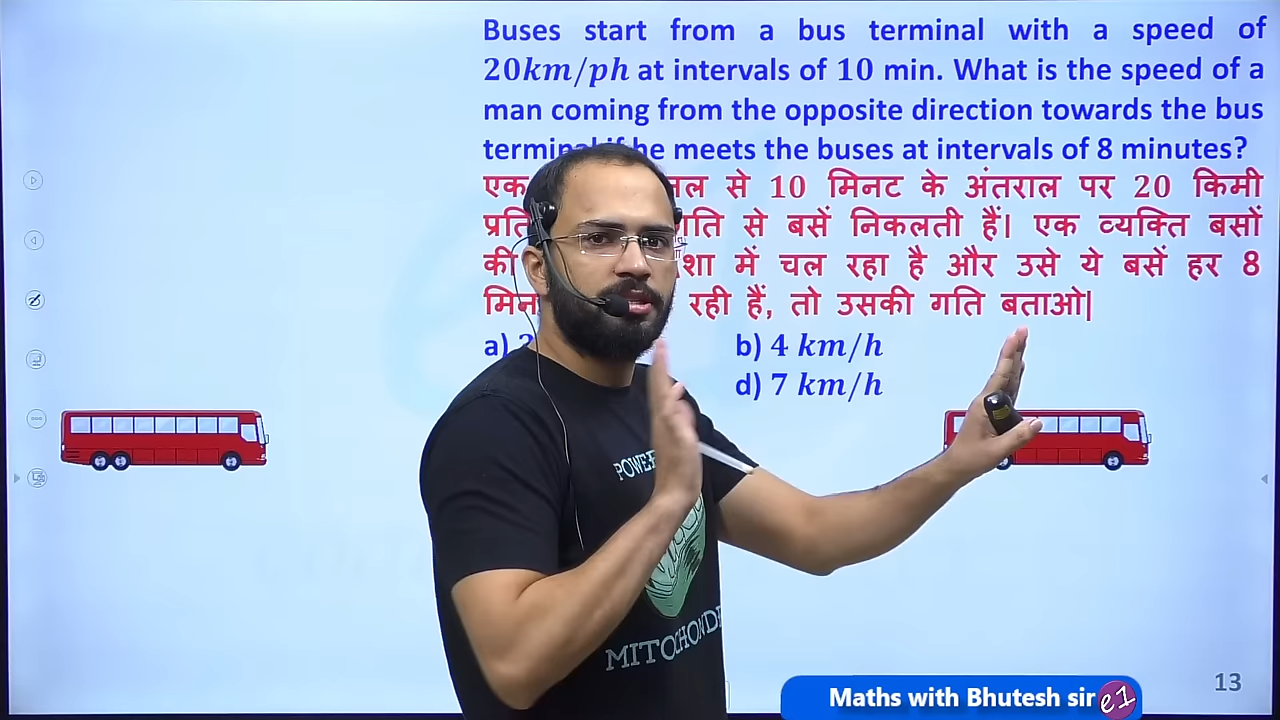 Buses start from a bus terminal with a speed of
20km/ph at intervals of 10 min. What is the speed of a
man coming from the opposite direction towards the bus
he meets the buses at intervals of 8 minutes?
एक से 10 मिनट के अंतराल पर 20 किमी
से बसें निकलती हैं। एक व्यक्ति बसों
की में चल रहा है और उसे ये बसें हर 8
रही हैं, तो उसकी गति बताओ|
a) b) 4 km/h
d) 7 km/h
POWER
MITOCHOND
Maths with Bhutesh sir e1
13